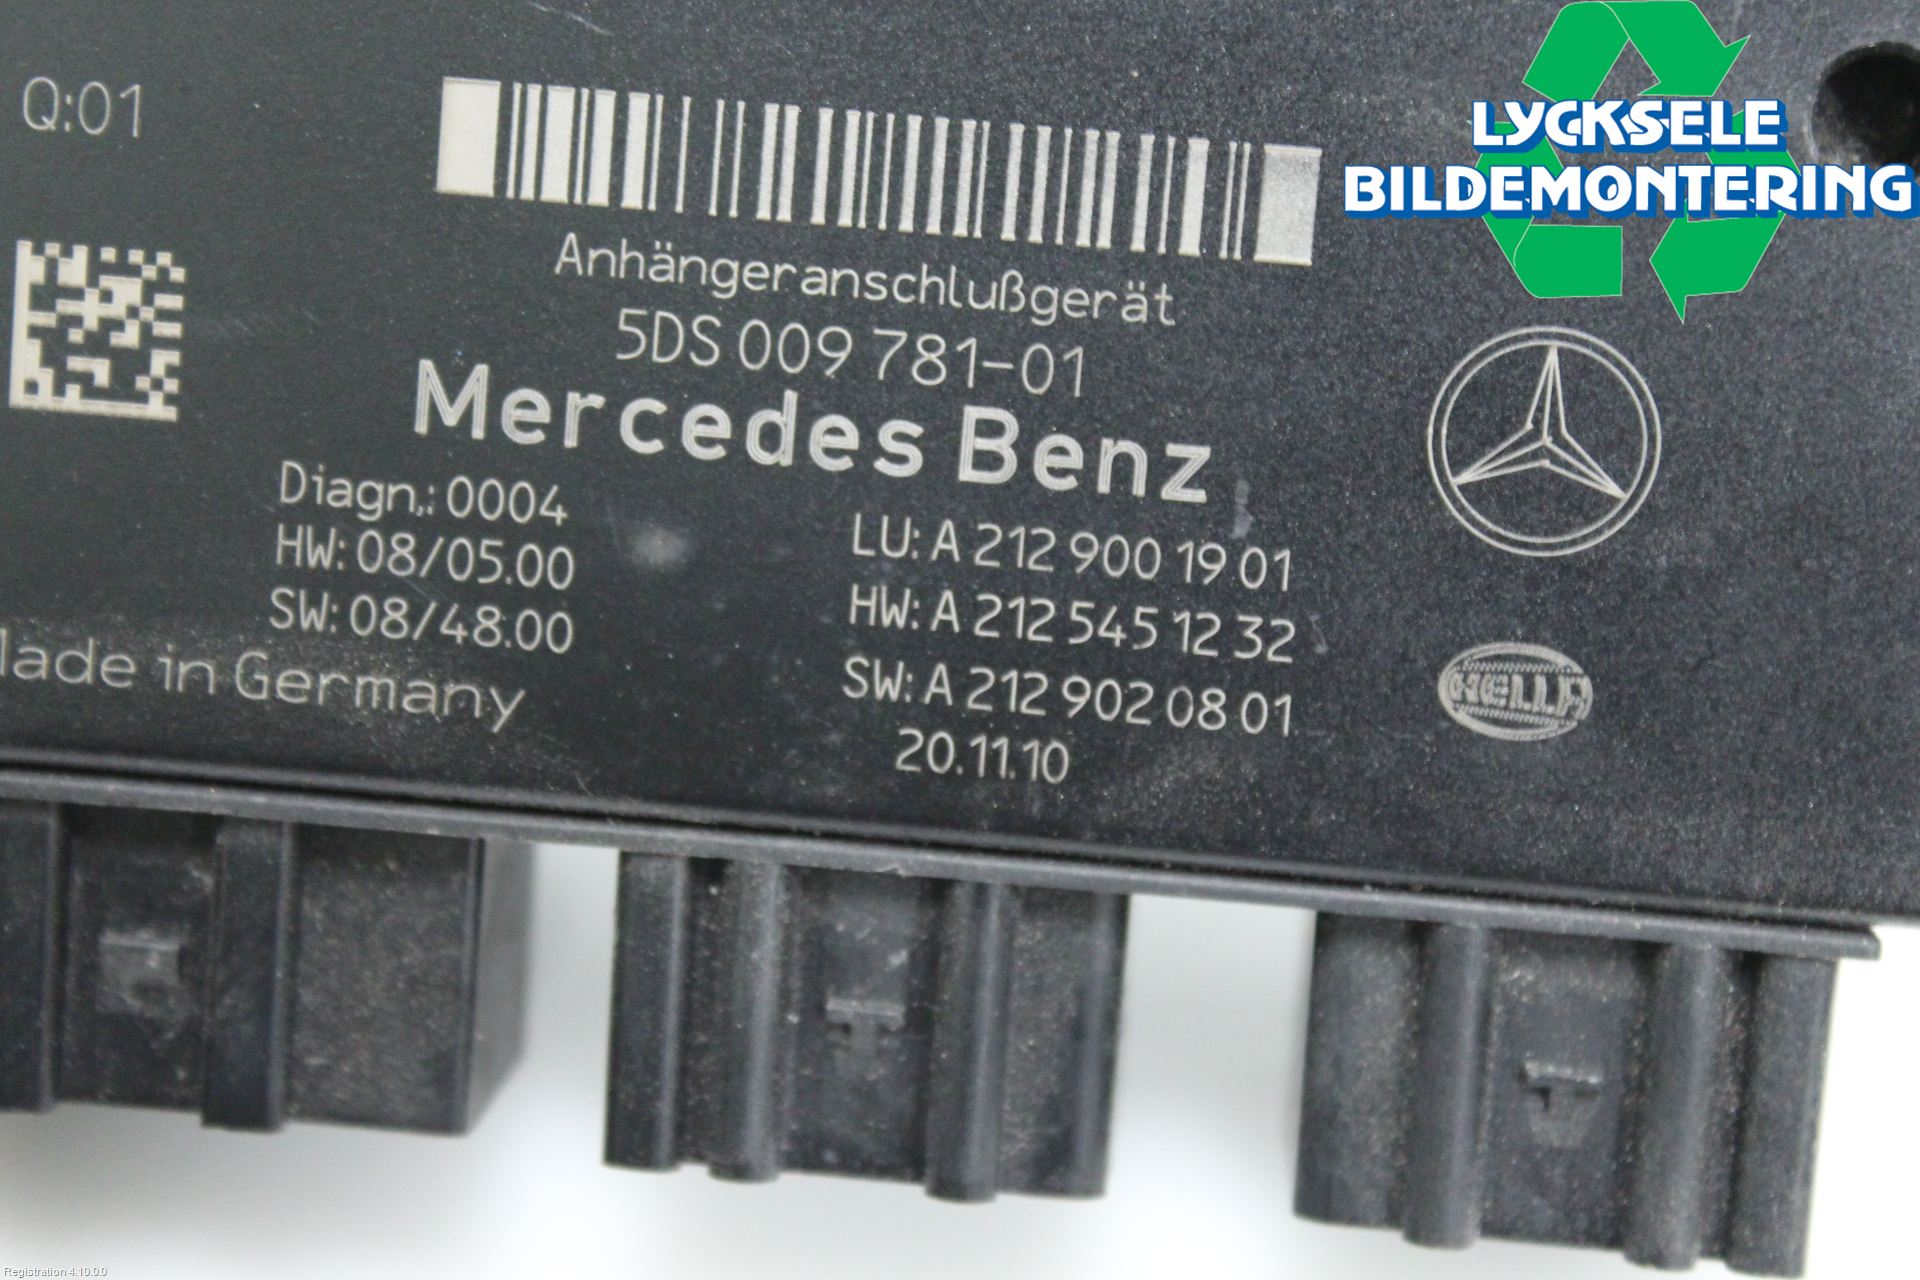 Q:01
LYCKSELE
BILDEMONTERING
Anhängeranschlußgerät
5DS 009 781-01
Mercedes Benz
Diagn,: 0004
HW: 08/05.00
SW: 08/48.00
Made in Germany
LU: A 212 900 19 01
HW: A 212 545 12 32
SW: A 212 902 08 01
20.11.10
HELLA
Registration 4.10.0.0